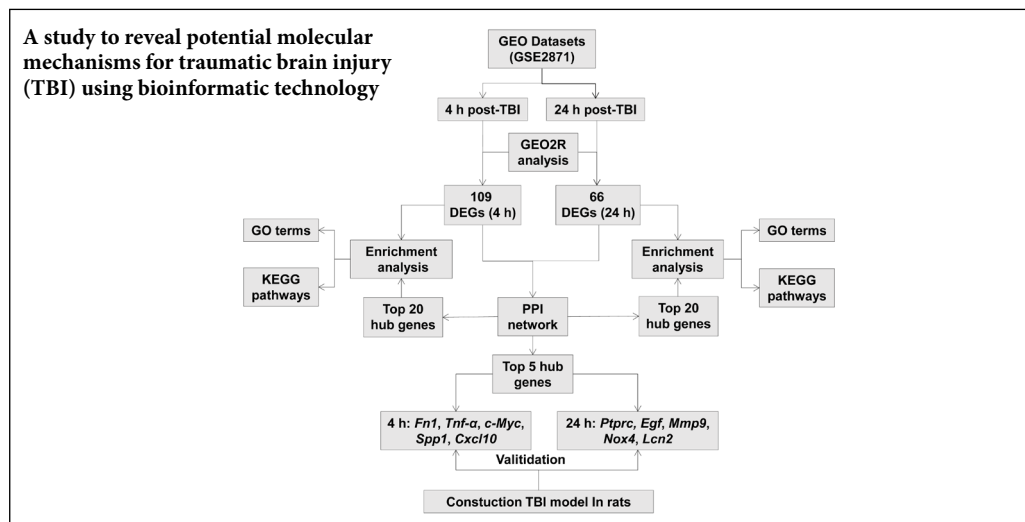 A study to reveal potential molecular
mechanisms for traumatic brain injury
(TBI) using bioinformatic technology
GEO Datasets
(GSE2871)
4 h post-TBI
24 h post-TBI
GEO2R
analysis
109
DEGs (4 h)
66
DEGs (24 h)
GO terms
Enrichment
analysis
KEGG
pathways
GO terms
Enrichment
analysis
KEGG
pathways
Top 20
hub genes
PPI
network
Top 20
hub genes
Top 5 hub
genes
4 h: Fn1, Tnf-α, c-Myc,
Spp1, Cxcl10
24 h: Ptprc, Egf, Mmp9,
Nox4, Lcn2
Valitidation
Constuction TBI model In rats